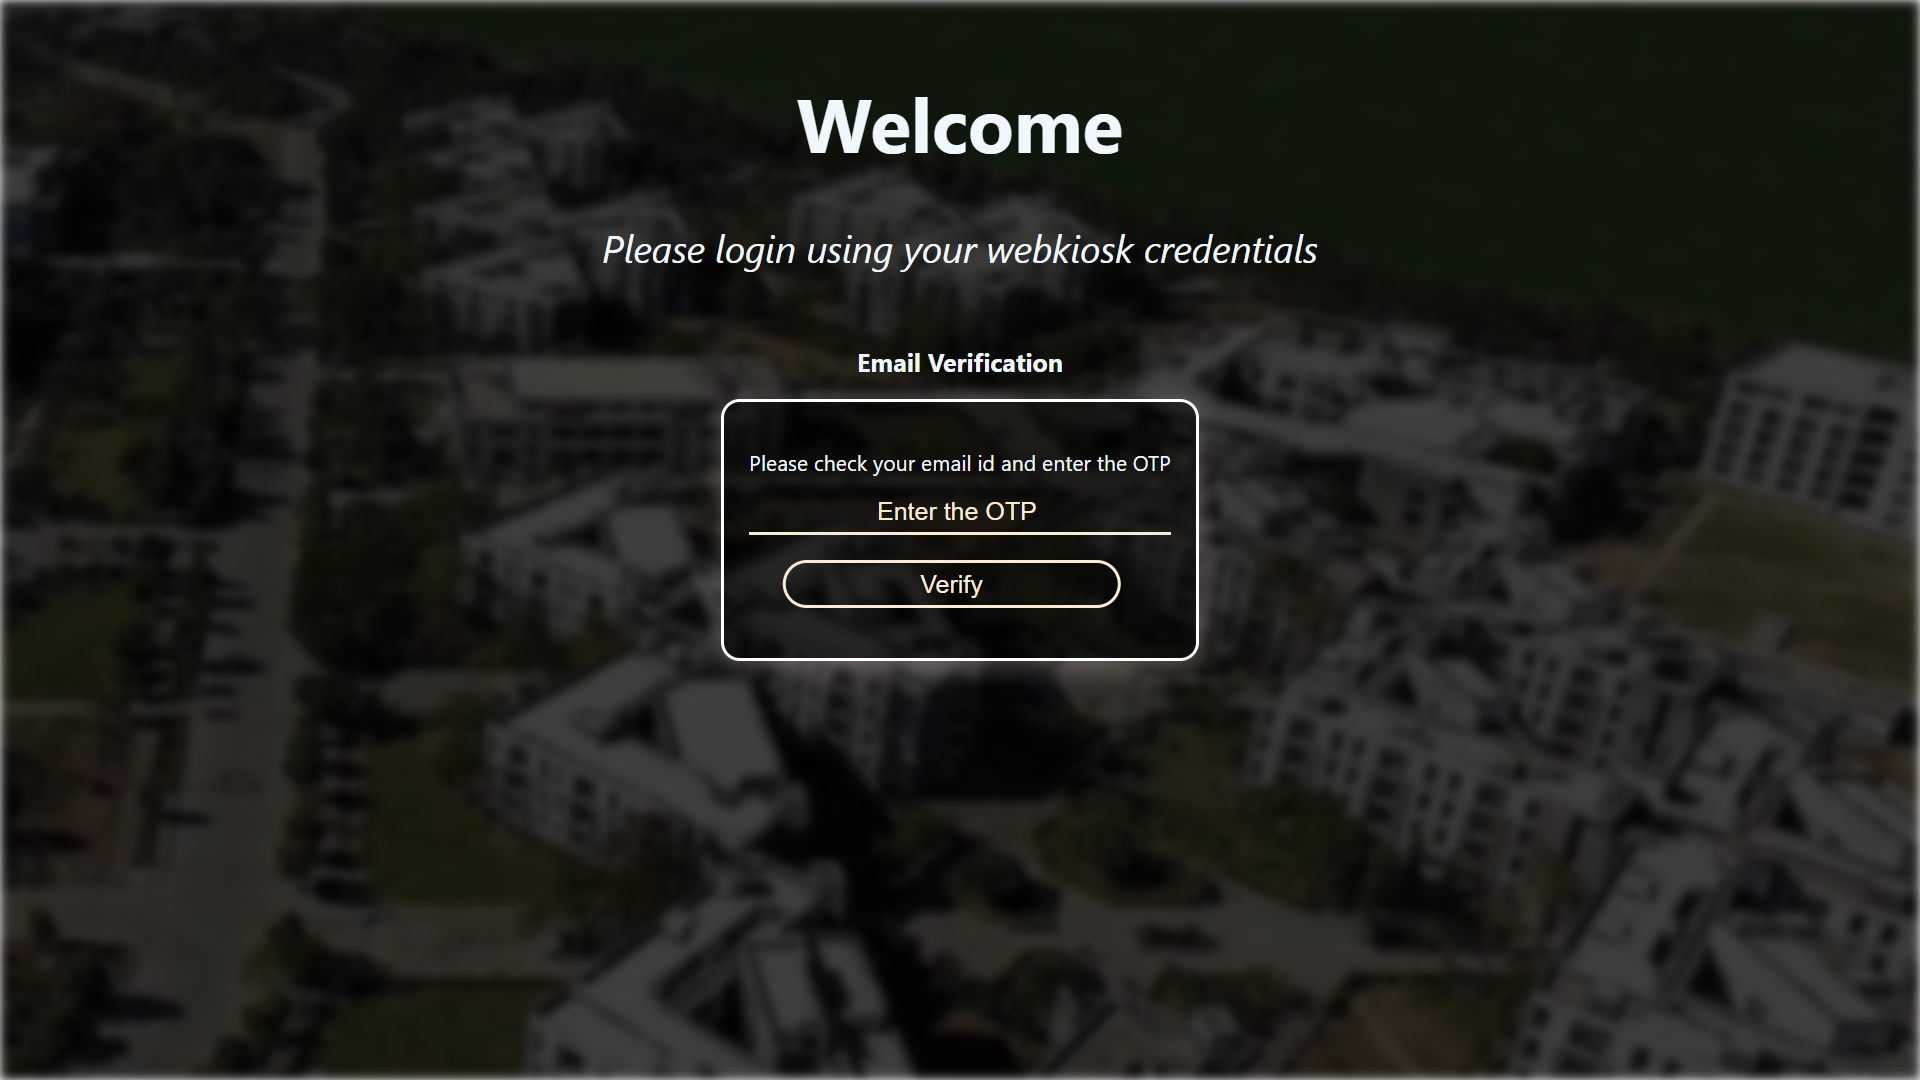 Welcome
Please login using your webkiosk credentials
Email Verification
Please check your email id and enter the OTP
Enter the OTP
Verify